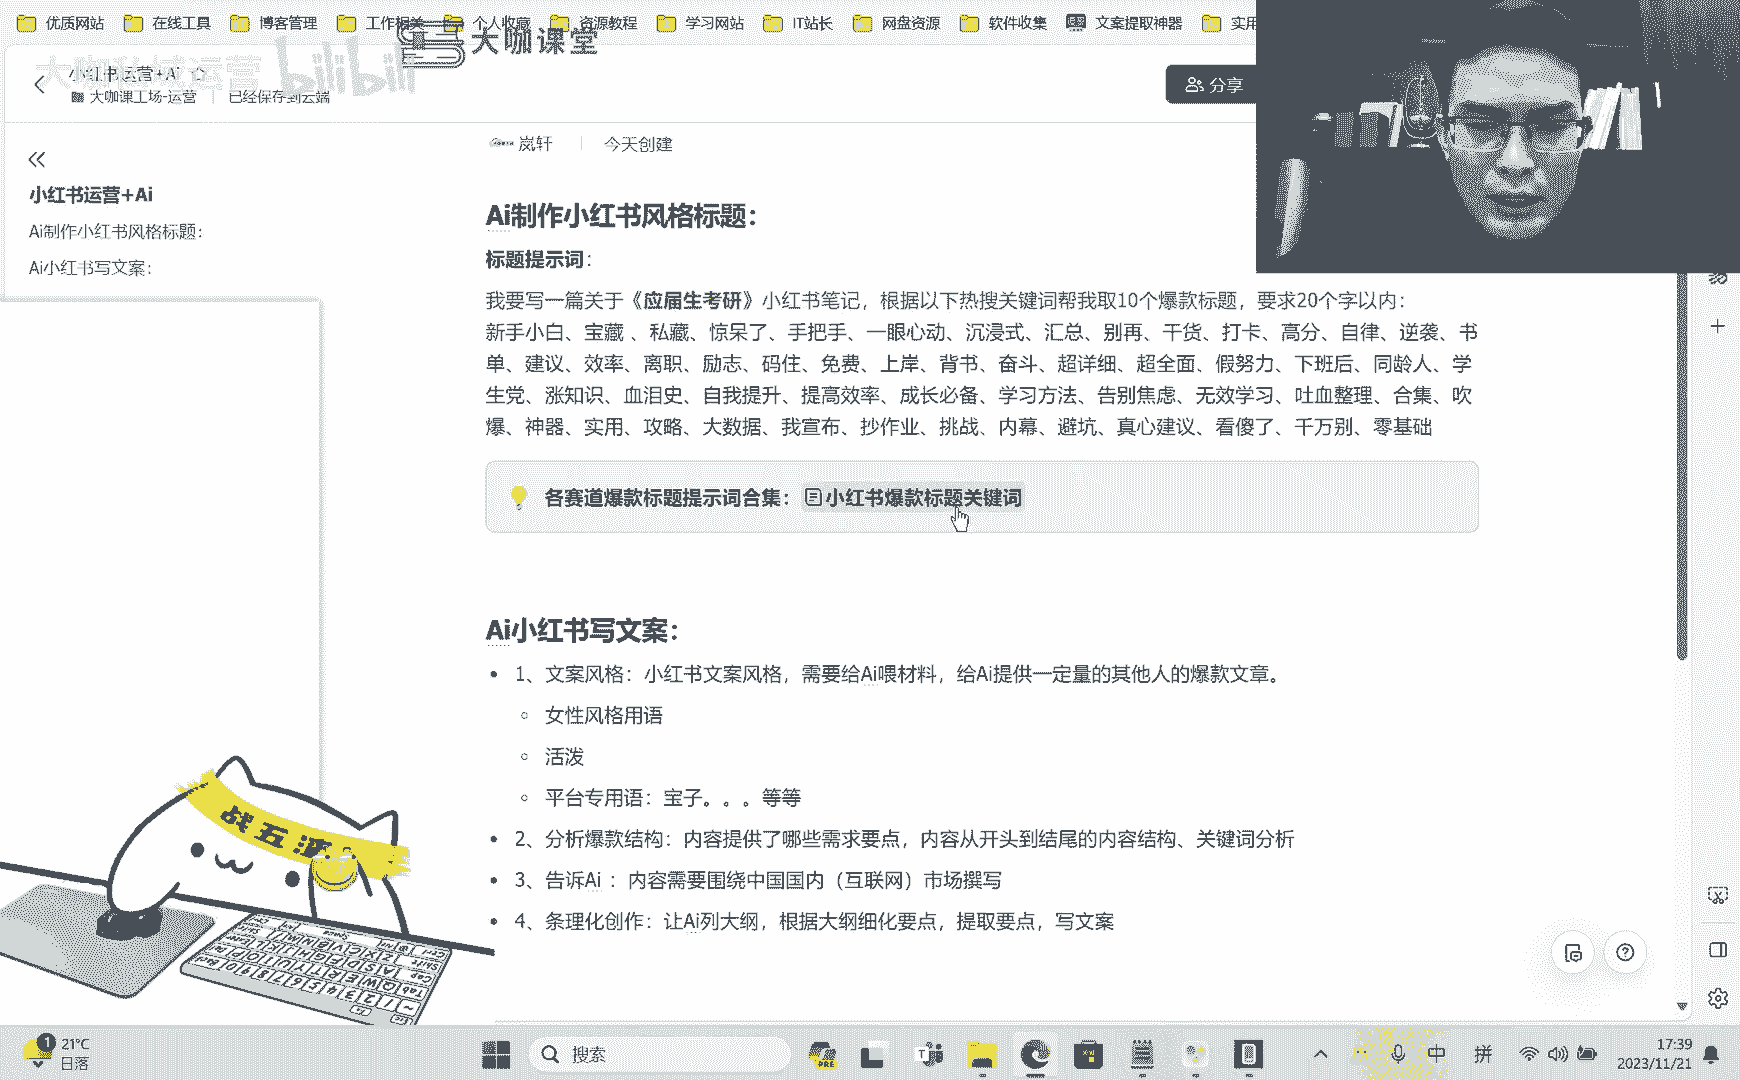 优质网站 在线工具 博客管理 工作相关 个人收藏 资源教程 学习网站 IT站长 网盘资源 软件收集 文案提取神器 实用
大咖课堂
大咖私域运营 bilibili
小红书运营+Ai
大咖课工场-运营 已经保存到云端
分享
岚轩 今天创建
小红书运营+Ai
Ai制作小红书风格标题：
Ai小红书写文案：
Ai制作小红书风格标题：
标题提示词：
我要写一篇关于《应届生考研》小红书笔记，根据以下热搜关键词帮我取10个爆款标题，要求20个字以内：
新手小白、宝藏 、私藏、惊呆了、手把手、一眼心动、沉浸式、汇总、别再、干货、打卡、高分、自律、逆袭、书
单、建议、效率、离职、励志、码住、免费、上岸、背书、奋斗、超详细、超全面、假努力、下班后、同龄人、学
生党、涨知识、血泪史、自我提升、提高效率、成长必备、学习方法、告别焦虑、无效学习、吐血整理、合集、吹
爆、神器、实用、攻略、大数据、我宣布、抄作业、挑战、内幕、避坑、真心建议、看傻了、千万别、零基础
各赛道爆款标题提示词合集： 小红书爆款标题关键词
Ai小红书写文案：
1、文案风格：小红书文案风格，需要给Ai喂材料，给Ai提供一定量的其他人的爆款文章。
女性风格用语
活泼
平台专用语：宝子。。。等等
2、分析爆款结构：内容提供了哪些需求要点，内容从开头到结尾的内容结构、关键词分析
3、告诉Ai ：内容需要围绕中国国内（互联网）市场撰写
4、条理化创作：让Ai列大纲，根据大纲细化要点，提取要点，写文案
战五渣
1
21°C
日落
搜索
PRE
中
拼
17:39
2023/11/21